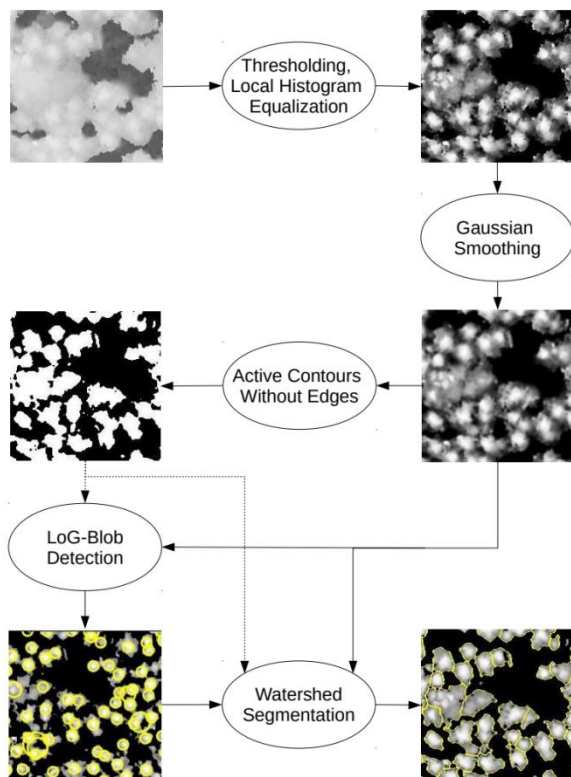 Thresholding,
Local Histogram
Equalization
Gaussian
Smoothing
Active Contours
Without Edges
LoG-Blob
Detection
Watershed
Segmentation